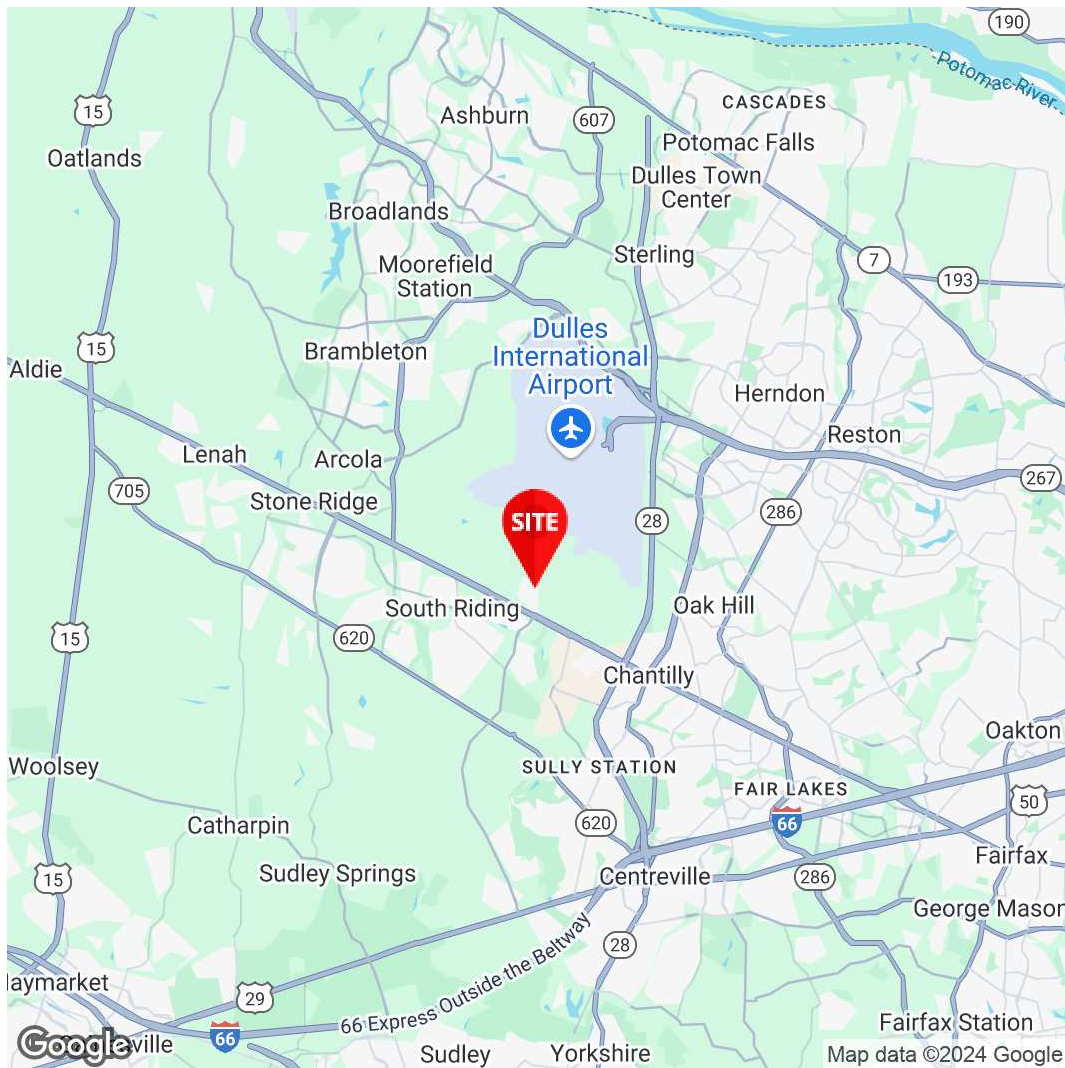 190
Potomac River
CASCADES
15
Ashburn
607
Potomac Falls
Oatlands
Dulles Town
Center
Broadlands
Sterling
7
Moorefield
Station
193
Dulles
International
Airport
15
Brambleton
Aldie
Herndon
Reston
Lenah
Arcola
267
705
Stone Ridge
286
SITE
28
South Riding
Oak Hill
15
620
Chantilly
Oakton
Woolsey
SULLY STATION
FAIR LAKES
50
66
Catharpin
620
Fairfax
Sudley Springs
Centreville
286
15
George Mason
28
aymarket
29
66 Express Outside the Beltway
66
Fairfax Station
Google
ville
Sudley
Yorkshire
Map data ©2024 Google